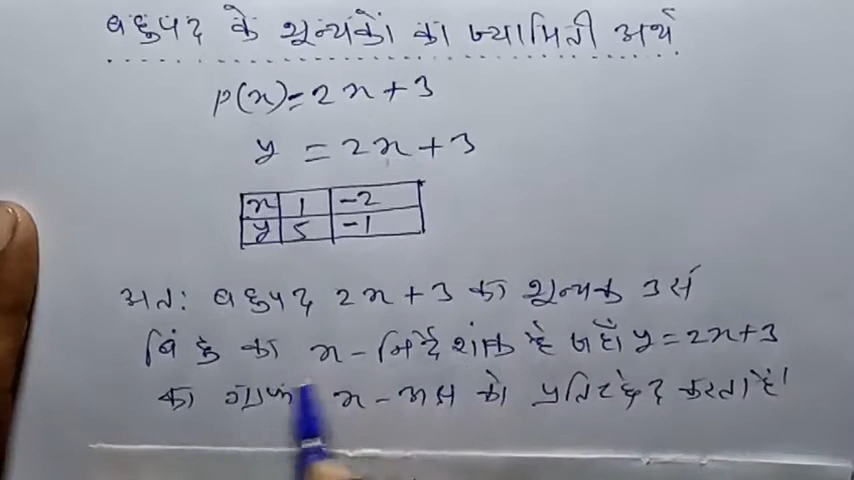 बहुपद के शून्यकों का ज्यामिती अर्थ
p(x)=2x+3
y = 2x+3
x 1 -2
y 5 -1
अत: बहुपद 2x+3 का शून्यक उस
बिंदु का x-निर्देशांक है जहाँ y=2x+3
का ग्राफ x-अक्ष को प्रतिच्छेद करता है।